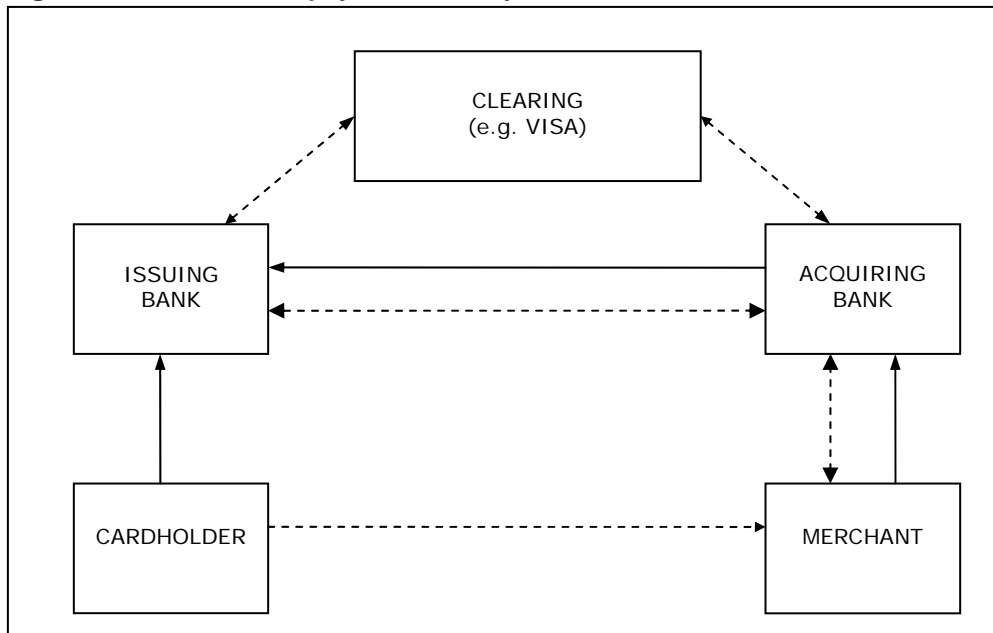 CLEARING
(e.g. VISA)
ISSUING
BANK
ACQUIRING
BANK
CARDHOLDER
MERCHANT